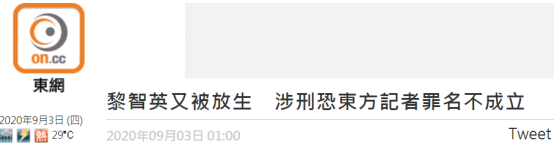 on.cc
東網
黎智英又被放生　涉刑恐東方記者罪名不成立
2020年9月3日 (四)
熱 29°C
2020年09月03日 01:00
Tweet